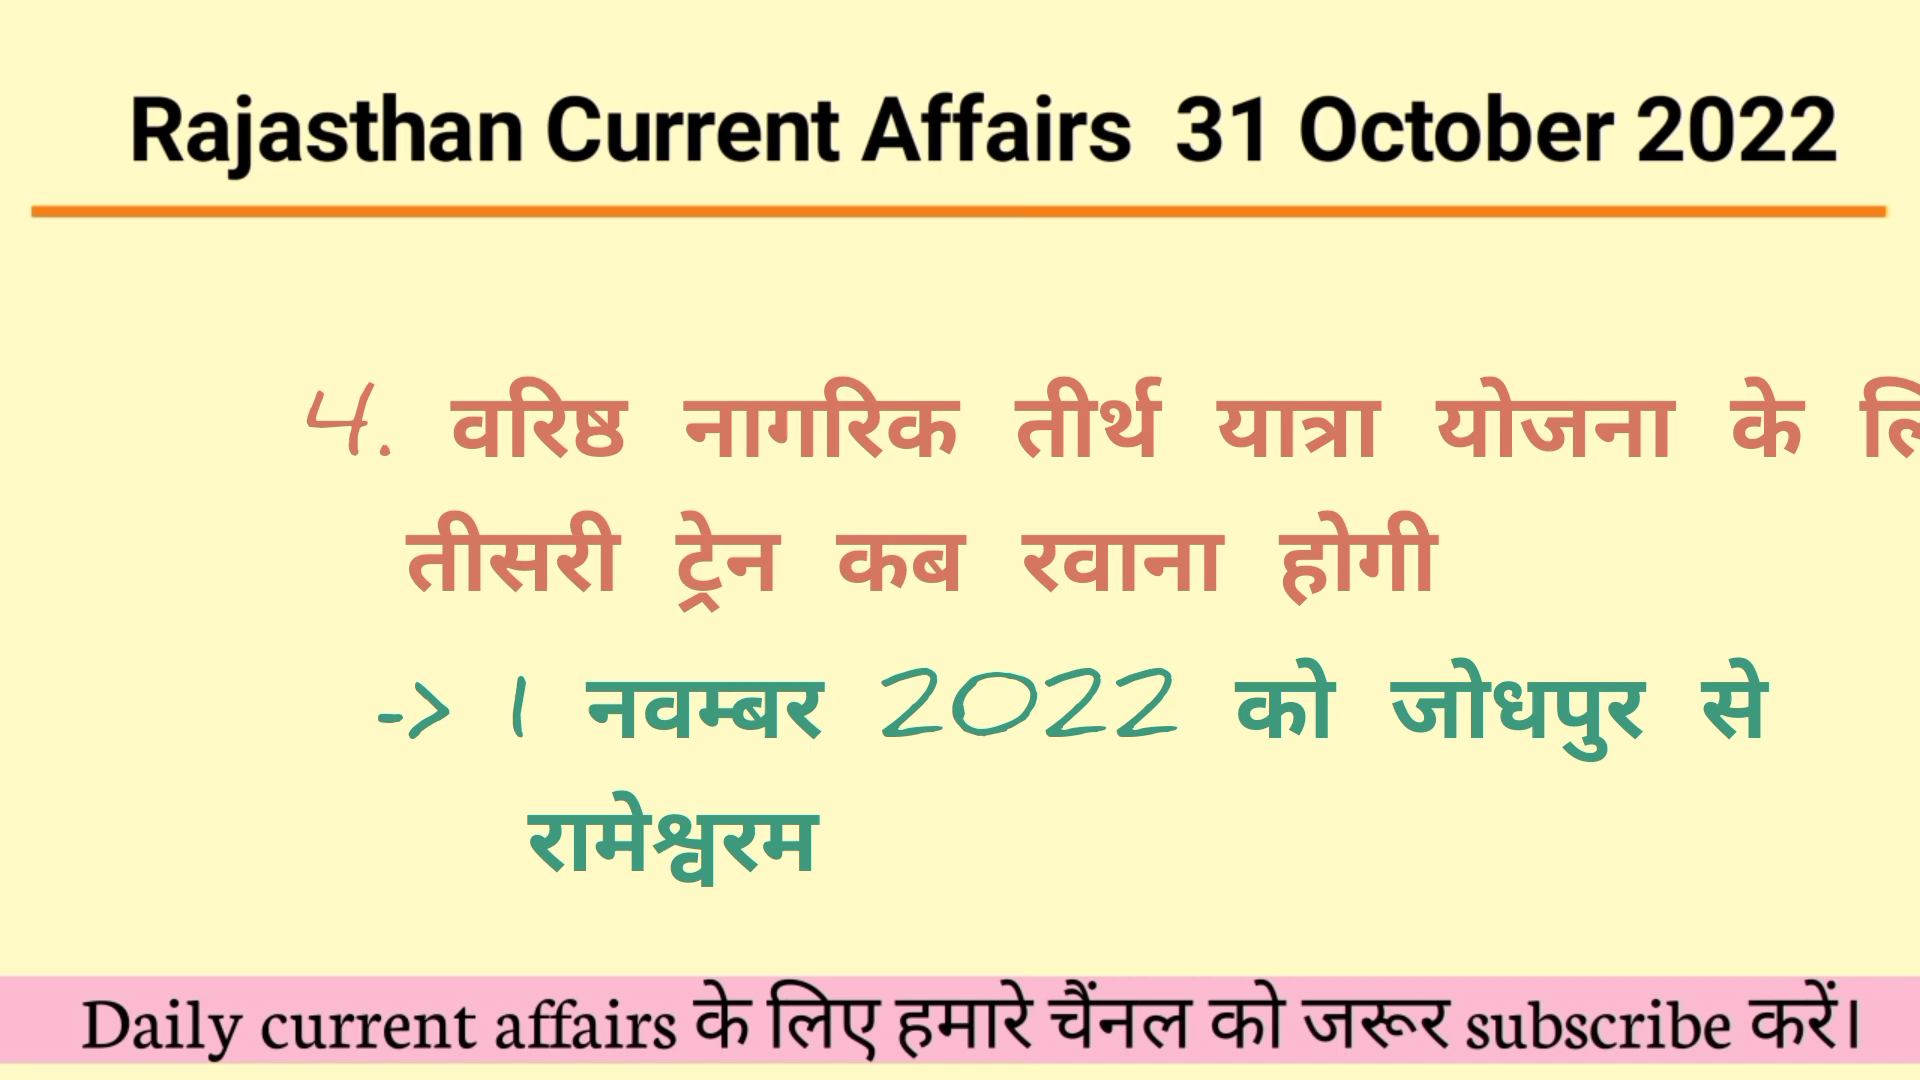 Rajasthan Current Affairs 31 October 2022
4. वरिष्ठ नागरिक तीर्थ यात्रा योजना के
तीसरी ट्रेन कब रवाना होगी
-> 1 नवम्बर 2022 को जोधपुर से
रामेश्वरम
Daily current affairs के लिए हमारे चैंनल को जरूर subscribe करें।